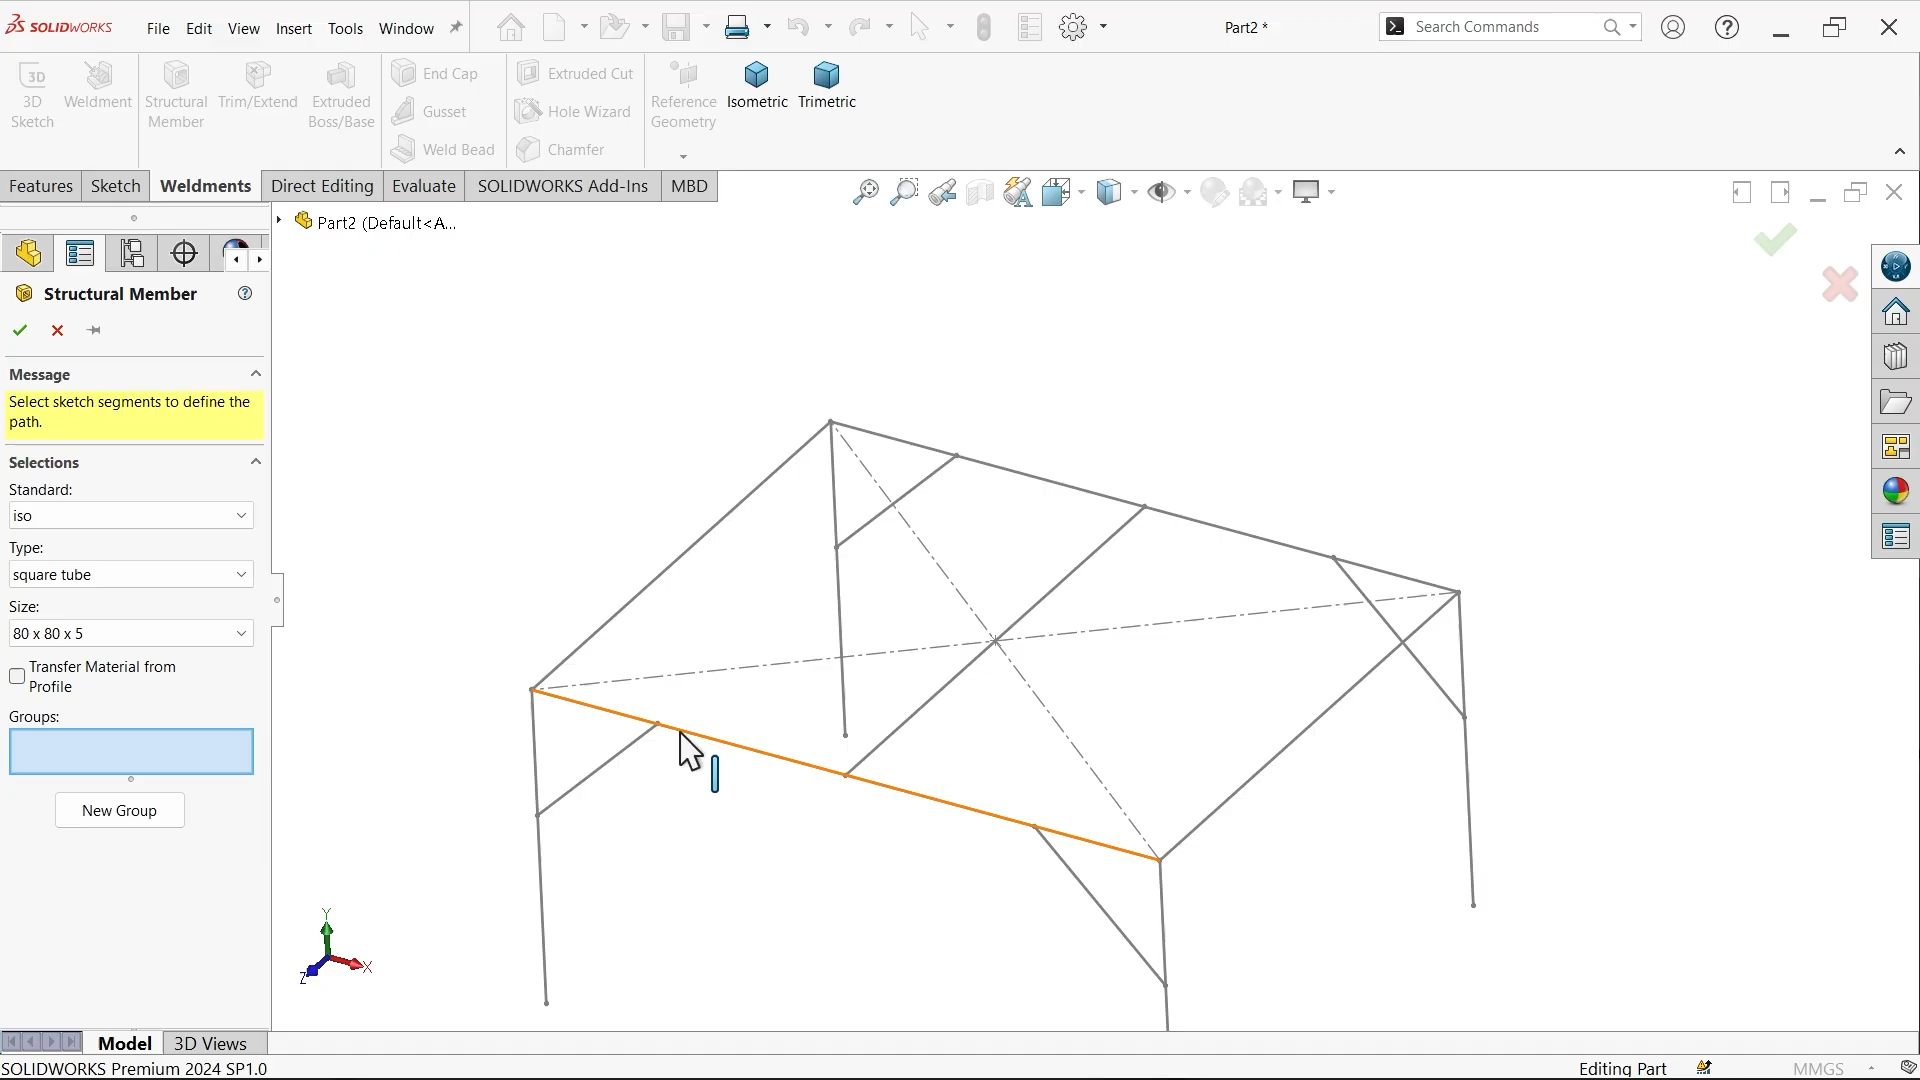 SOLIDWORKS
File Edit View Insert Tools Window
Part2 *
Search Commands
3D
Sketch
Weldment
Structural
Member
Trim/Extend
Extruded
Boss/Base
End Cap
Gusset
Weld Bead
Extruded Cut
Hole Wizard
Chamfer
Reference
Geometry
Isometric
Trimetric
Features Sketch Weldments Direct Editing Evaluate SOLIDWORKS Add-Ins MBD
Part2 (Default<A...
Structural Member
Message
Select sketch segments to define the
path.
Selections
Standard:
iso
Type:
square tube
Size:
80 x 80 x 5
Transfer Material from
Profile
Groups:
New Group
Y
X
Z
Model 3D Views
SOLIDWORKS Premium 2024 SP1.0
Editing Part
MMGS